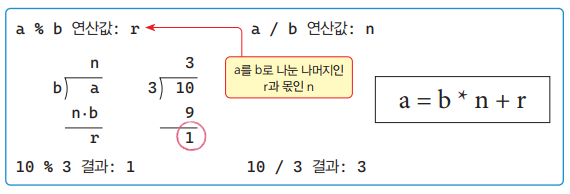 a % b 연산값: r
a / b 연산값: n
n
b) a
n·b
r
3
3) 10
9
1
a를 b로 나눈 나머지인
r과 몫인 n
a = b * n + r
10 % 3 결과: 1
10 / 3 결과: 3